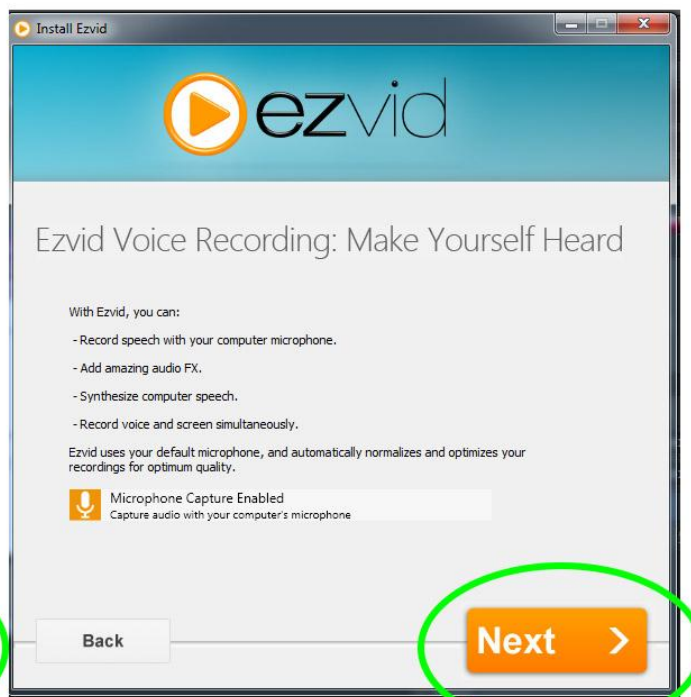 Install Ezvid
ezvid
Ezvid Voice Recording: Make Yourself Heard
With Ezvid, you can:
- Record speech with your computer microphone.
- Add amazing audio FX.
- Synthesize computer speech.
- Record voice and screen simultaneously.
Ezvid uses your default microphone, and automatically normalizes and optimizes your
recordings for optimum quality.
Microphone Capture Enabled
Capture audio with your computer's microphone
Back
Next